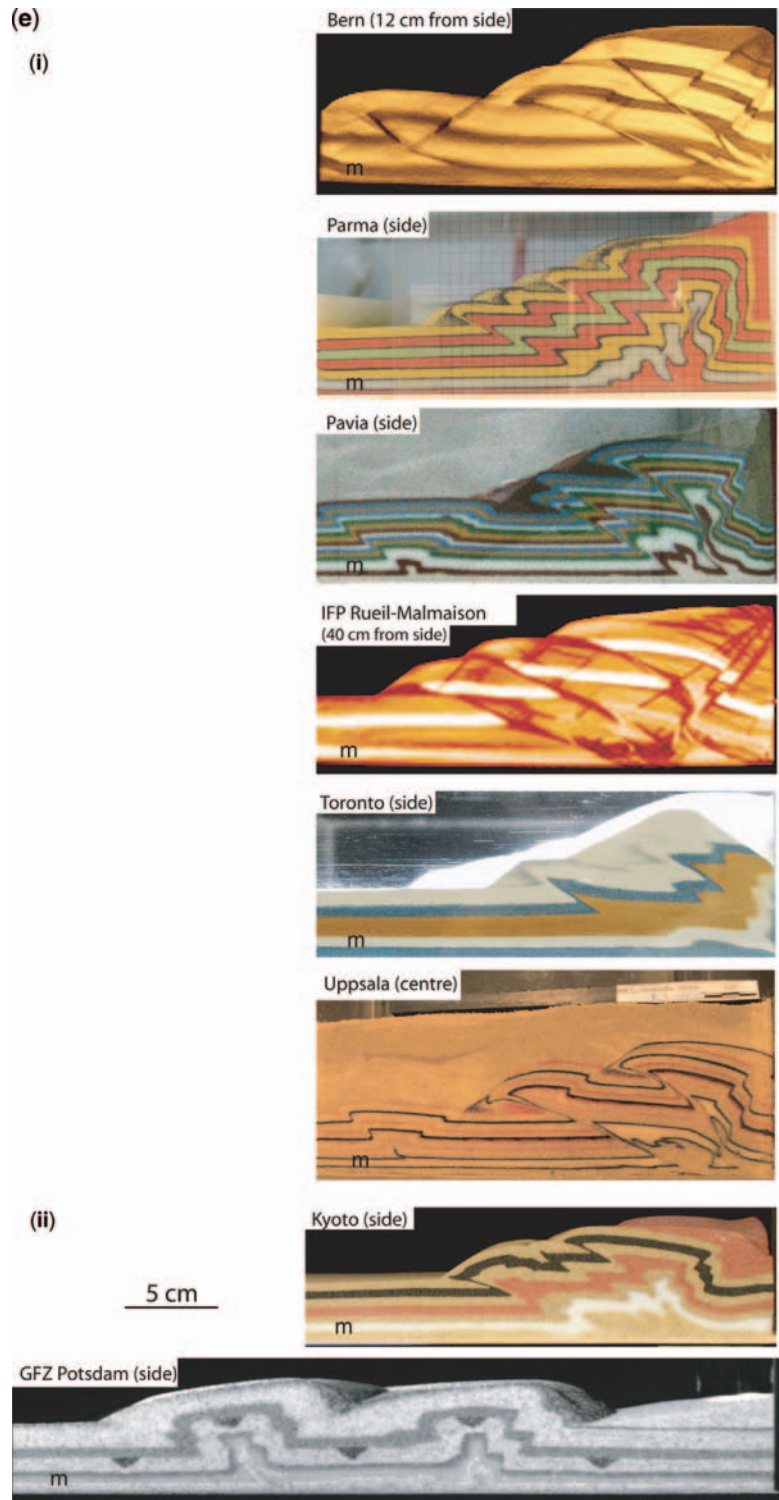 (e)
Bern (12 cm from side)
(i)
m
Parma (side)
m
Pavia (side)
m
IFP Rueil-Malmaison
(40 cm from side)
m
Toronto (side)
m
Uppsala (centre)
m
(ii)
Kyoto (side)
5 cm
m
GFZ Potsdam (side)
m